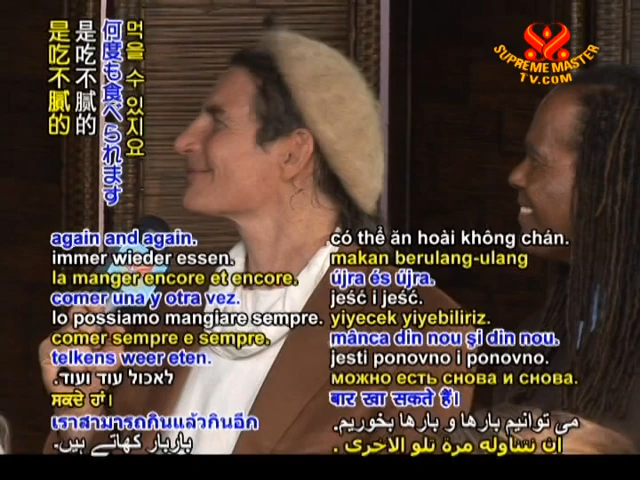 먹을 수 있지요
何度も食べられます
是吃不腻的
是吃不膩的
SUPREME MASTER
TV.COM
again and again.
immer wieder essen.
la manger encore et encore.
comer una y otra vez.
lo possiamo mangiare sempre.
comer sempre e sempre.
telkens weer eten.
לאכול עוד ועוד.
ਸਕਦੇ ਹਾਂ।
เราสามารถกินแล้วกินอีก
باربار کھاتے ہیں.
có thể ăn hoài không chán.
makan berulang-ulang
újra és újra.
jeść i jeść.
yiyecek yiyebiliriz.
mânca din nou şi din nou.
jesti ponovno i ponovno.
можно есть снова и снова.
बार खा सकते हैं।
می توانیم بارها و بارها بخوریم.
ان نتناوله مرة تلو الاخرى .